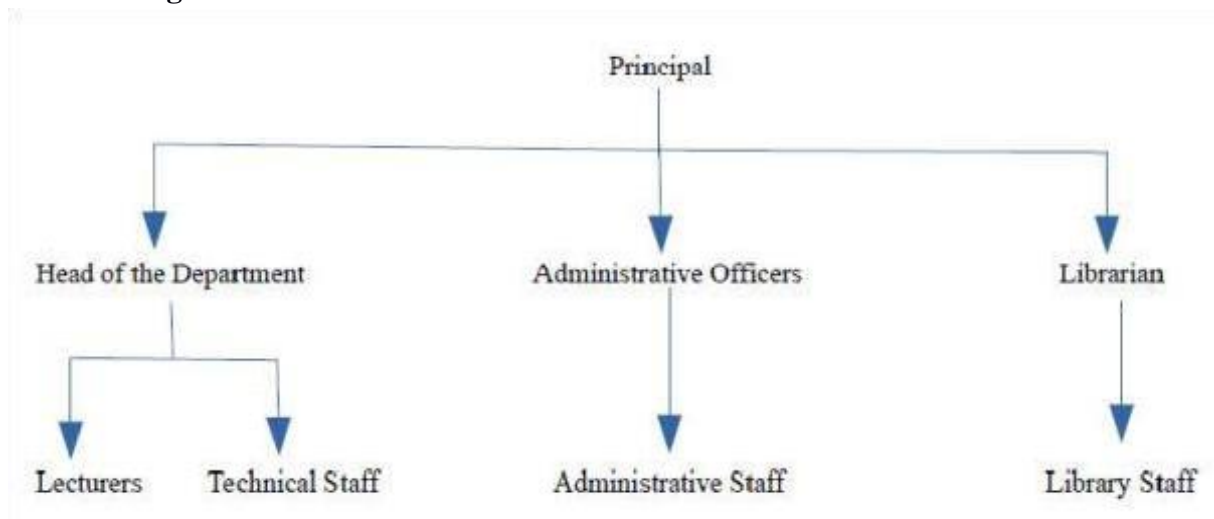 Principal
Head of the Department Administrative Officers Librarian
Lecturers Technical Staff Administrative Staff Library Staff